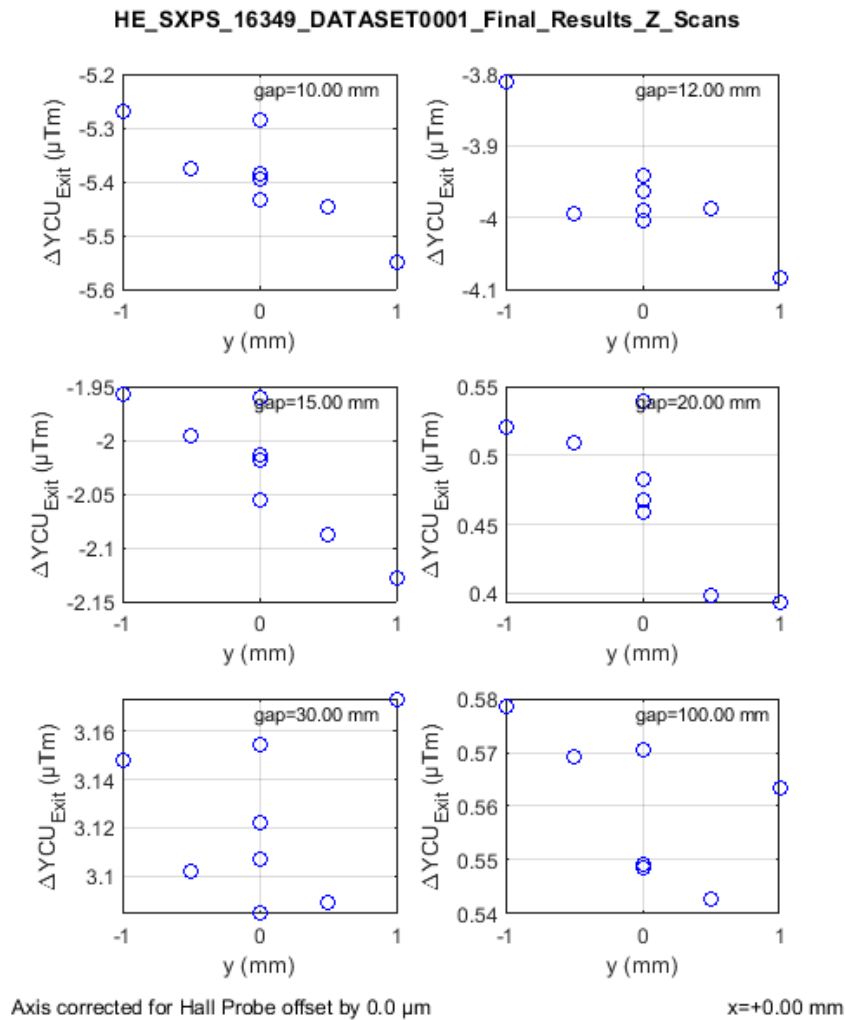 HE_SXPS_16349_DATASET0001_Final_Results_Z_Scans
-5.2
-5.3
-5.4
-5.5
-5.6
ΔYCU_Exit (µTm)
gap=10.00 mm
-1
0
1
y (mm)
-3.8
-3.9
-4
-4.1
ΔYCU_Exit (µTm)
gap=12.00 mm
-1
0
1
y (mm)
-1.95
-2
-2.05
-2.1
-2.15
ΔYCU_Exit (µTm)
gap=15.00 mm
-1
0
1
y (mm)
0.55
0.5
0.45
0.4
ΔYCU_Exit (µTm)
gap=20.00 mm
-1
0
1
y (mm)
3.16
3.14
3.12
3.1
ΔYCU_Exit (µTm)
gap=30.00 mm
-1
0
1
y (mm)
0.58
0.57
0.56
0.55
0.54
ΔYCU_Exit (µTm)
gap=100.00 mm
-1
0
1
y (mm)
Axis corrected for Hall Probe offset by 0.0 µm
x=+0.00 mm